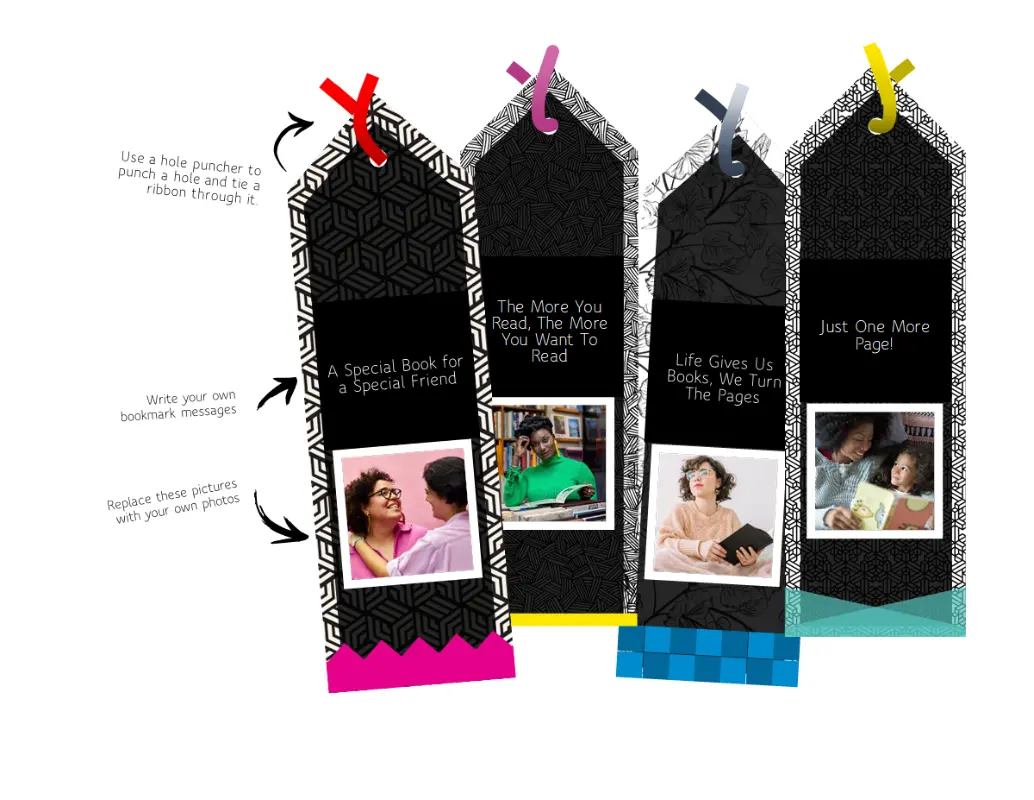 Use a hole puncher to
punch a hole and tie a
ribbon through it.
Write your own
bookmark messages
Replace these pictures
with your own photos
A Special Book for
a Special Friend
The More You
Read, The More
You Want To
Read
Life Gives Us
Books, We Turn
The Pages
Just One More
Page!